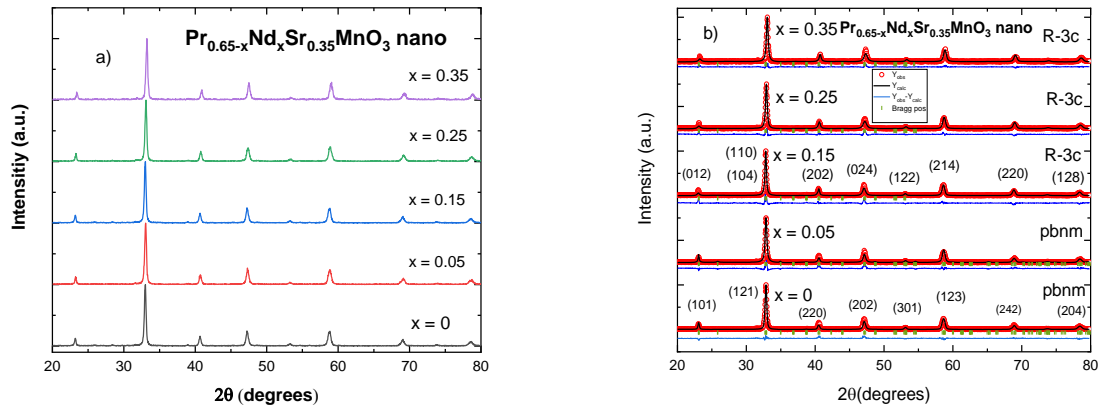 a)
Pr0.65-xNdxSr0.35MnO3 nano
x = 0.35
x = 0.25
x = 0.15
x = 0.05
x = 0
Intensitiy (a.u.)
20 30 40 50 60 70 80
2θ (degrees)
b)
x = 0.35 Pr0.65-xNdxSr0.35MnO3 nano
R-3c
Yobs
Ycalc
Yobs-Ycalc
Bragg pos
x = 0.25
R-3c
(110) x = 0.15 R-3c
(012) (104) (202) (024) (122) (214) (220) (128)
x = 0.05
pbnm
x = 0
pbnm
(101) (121) (220) (202) (301) (123) (242) (204)
Intensity (a.u.)
20 30 40 50 60 70 80
2θ(degrees)